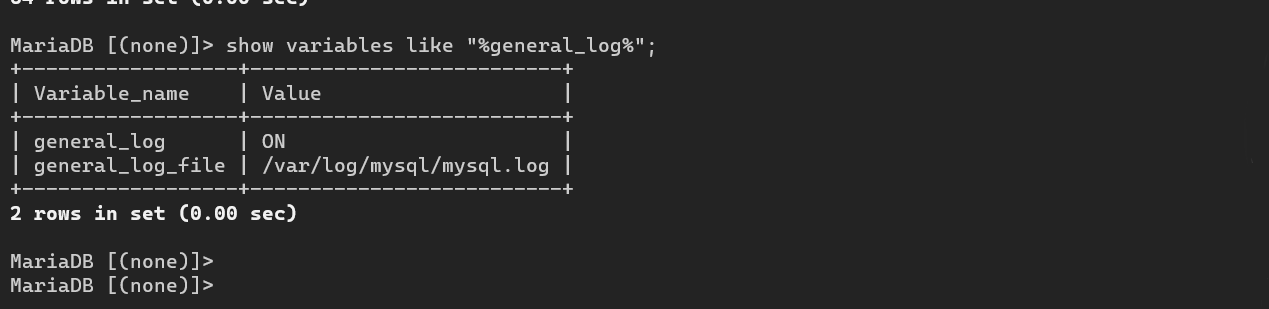 64 rows in set (0.00 sec)
MariaDB [(none)]> show variables like "%general_log%";
+------------------+--------------------------+
| Variable_name    | Value                    |
+------------------+--------------------------+
| general_log      | ON                       |
| general_log_file | /var/log/mysql/mysql.log |
+------------------+--------------------------+
2 rows in set (0.00 sec)
MariaDB [(none)]>
MariaDB [(none)]>